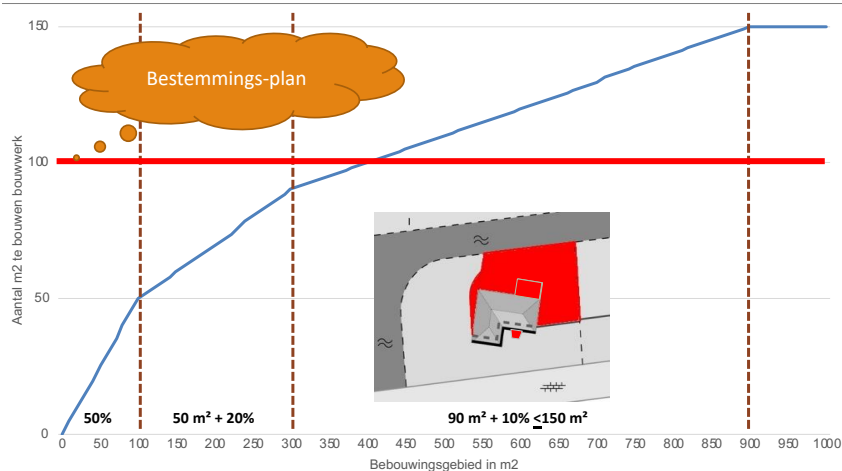 150
Bestemmings-plan
100
50
0
Aantal m2 te bouwen bouwwerk
50%
50 m² + 20%
90 m² + 10% <150 m²
0 50 100 150 200 250 300 350 400 450 500 550 600 650 700 750 800 850 900 950 1000
Bebouwingsgebied in m2